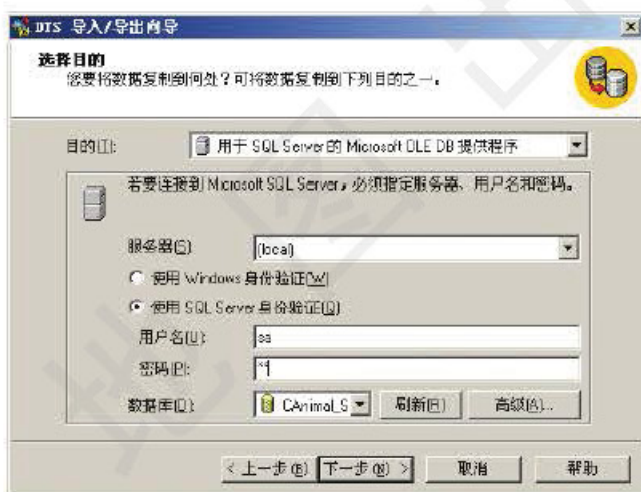 DTS 导入/导出向导
选择目的
您要将数据复制到何处？可将数据复制到下列目的之一。
目的(T):
用于 SQL Server 的 Microsoft OLE DB 提供程序
若要连接到 Microsoft SQL Server，必须指定服务器、用户名和密码。
服务器(S)
(local)
使用 Windows 身份验证(W)
使用 SQL Server 身份验证(Q)
用户名(U):
sa
密码(P):
**
数据库(D):
CAnimal_S
刷新(R)
高级(A)...
< 上一步(B)
下一步(N) >
取消
帮助